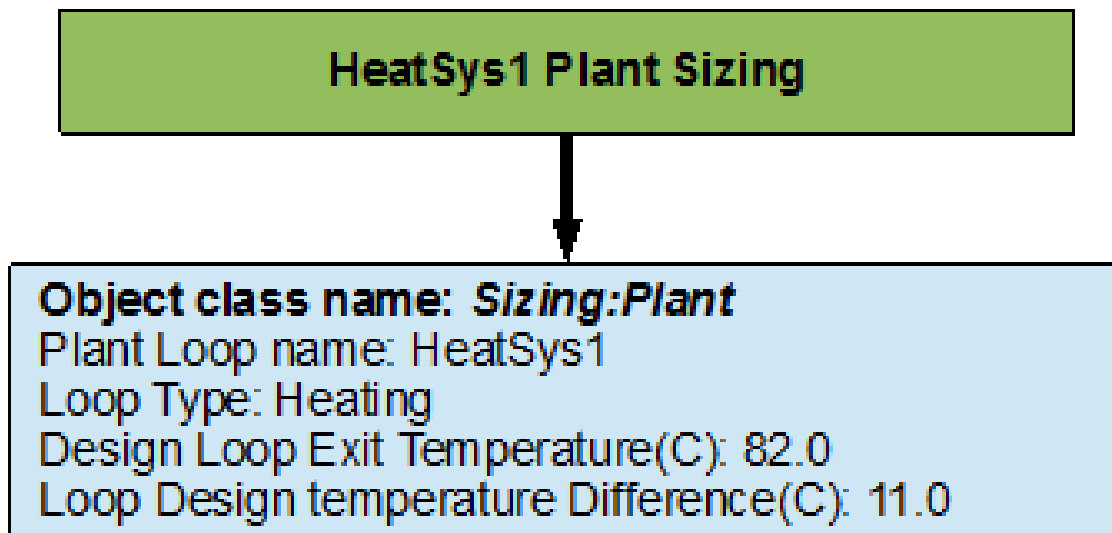 HeatSys1 Plant Sizing
Object class name: Sizing:Plant
Plant Loop name: HeatSys1
Loop Type: Heating
Design Loop Exit Temperature(C): 82.0
Loop Design temperature Difference(C): 11.0